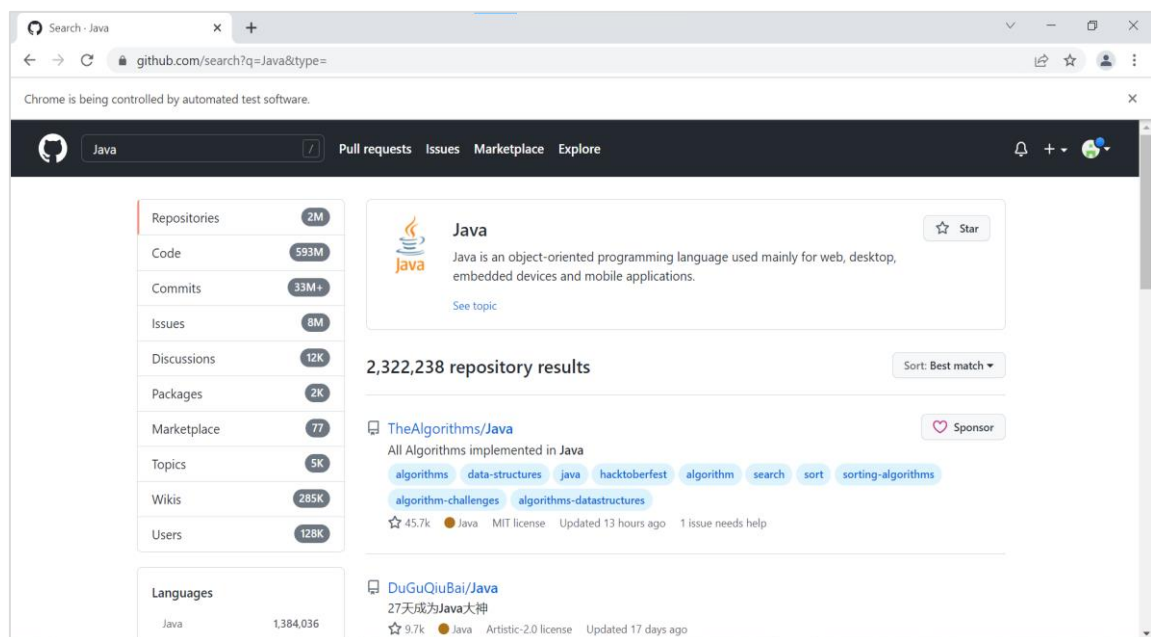 Search · Java
github.com/search?q=Java&type=
Chrome is being controlled by automated test software.
Java / Pull requests Issues Marketplace Explore
Repositories 2M
Code 593M
Commits 33M+
Issues 8M
Discussions 12K
Packages 2K
Marketplace 77
Topics 5K
Wikis 285K
Users 128K
Languages
Java 1,384,036
Java
Java
Star
Java is an object-oriented programming language used mainly for web, desktop,
embedded devices and mobile applications.
See topic
2,322,238 repository results
Sort: Best match
TheAlgorithms/Java
Sponsor
All Algorithms implemented in Java
algorithms data-structures java hacktoberfest algorithm search sort sorting-algorithms
algorithm-challenges algorithms-datastructures
45.7k Java MIT license Updated 13 hours ago 1 issue needs help
DuGuQiuBai/Java
27天成为Java大神
9.7k Java Artistic-2.0 license Updated 17 days ago